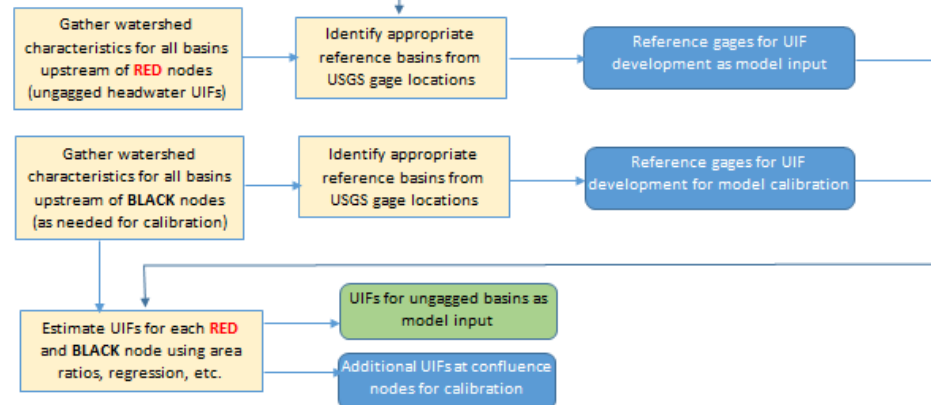 Gather watershed
characteristics for all basins
upstream of RED nodes
(ungagged headwater UIFs)
Identify appropriate
reference basins from
USGS gage locations
Reference gages for UIF
development as model input
Gather watershed
characteristics for all basins
upstream of BLACK nodes
(as needed for calibration)
Identify appropriate
reference basins from
USGS gage locations
Reference gages for UIF
development for model calibration
Estimate UIFs for each RED
and BLACK node using area
ratios, regression, etc.
UIFs for ungagged basins as
model input
Additional UIFs at confluence
nodes for calibration